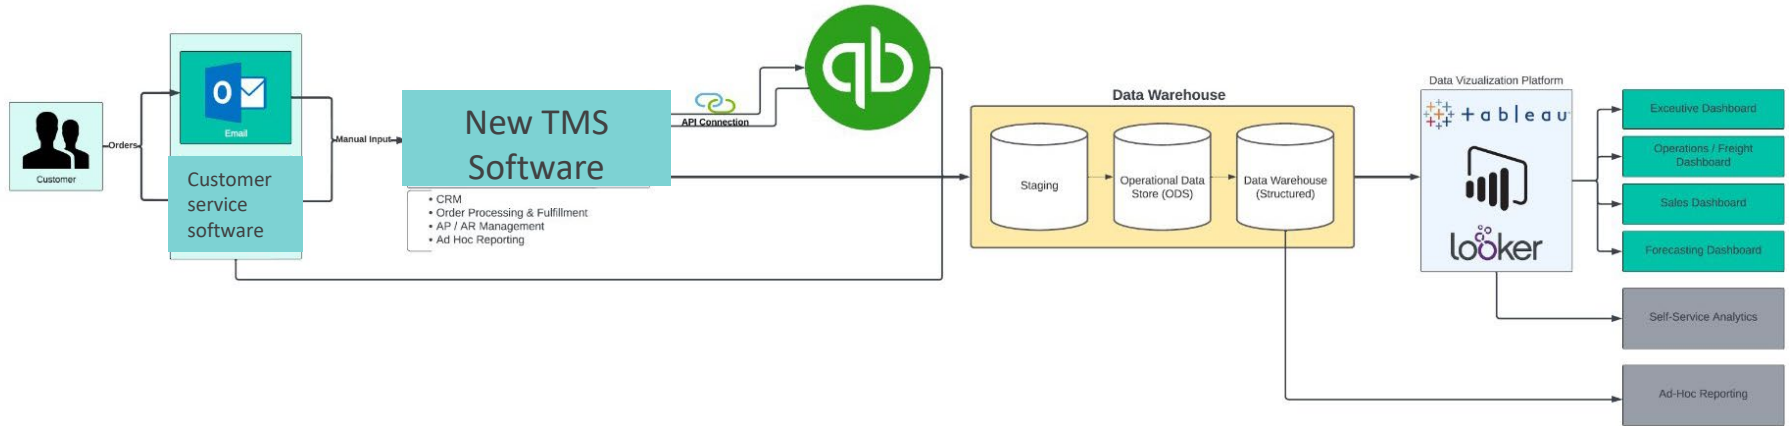 Customer
Orders
O
Email
Customer
service
software
Manual Input
New TMS
Software
• CRM
• Order Processing & Fulfillment
• AP / AR Management
• Ad Hoc Reporting
API Connection
qb
Data Warehouse
Staging
Operational Data
Store (ODS)
Data Warehouse
(Structured)
Data Vizualization Platform
+ a b l e a u
looker
Exceutive Dashboard
Operations / Freight
Dashboard
Sales Dashboard
Forecasting Dashboard
Self-Service Analytics
Ad-Hoc Reporting